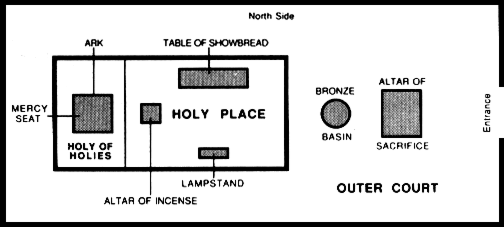 North Side
ARK
TABLE OF SHOWBREAD
MERCY
SEAT
HOLY OF
HOLIES
HOLY PLACE
LAMPSTAND
ALTAR OF INCENSE
BRONZE
BASIN
ALTAR OF
SACRIFICE
Entrance
OUTER COURT